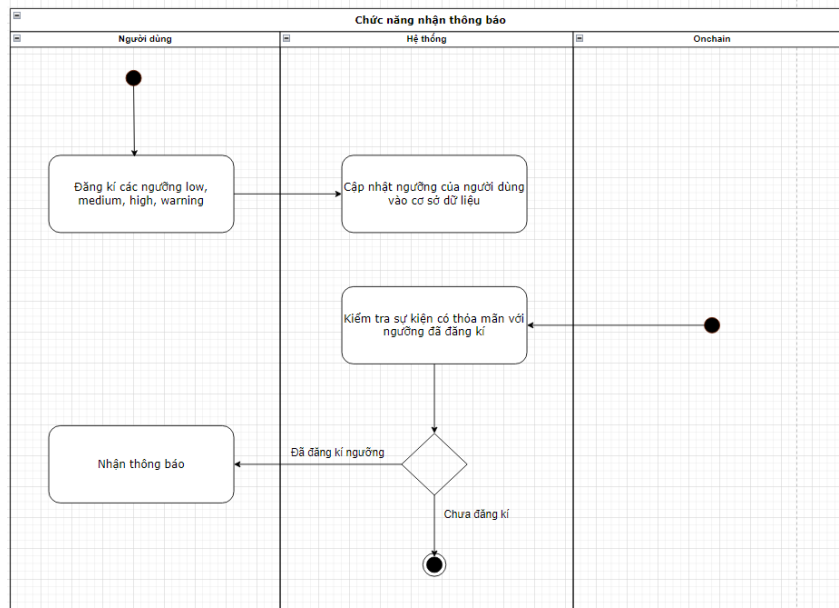 Chức năng nhận thông báo
Người dùng
Hệ thống
Onchain
Đăng kí các ngưỡng low,
medium, high, warning
Cập nhật ngưỡng của người dùng
vào cơ sở dữ liệu
Kiểm tra sự kiện có thỏa mãn với
ngưỡng đã đăng kí
Đã đăng kí ngưỡng
Nhận thông báo
Chưa đăng kí